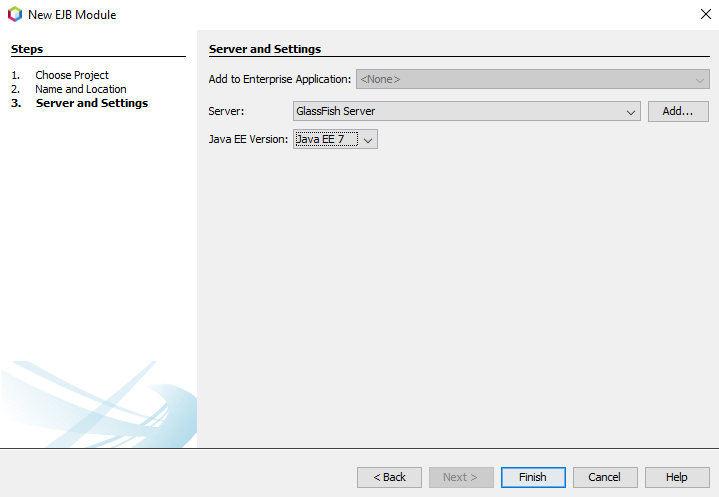 New EJB Module
Steps
1. Choose Project
2. Name and Location
3. Server and Settings
Server and Settings
Add to Enterprise Application: <None>
Server: GlassFish Server Add...
Java EE Version: Java EE 7
< Back Next > Finish Cancel Help